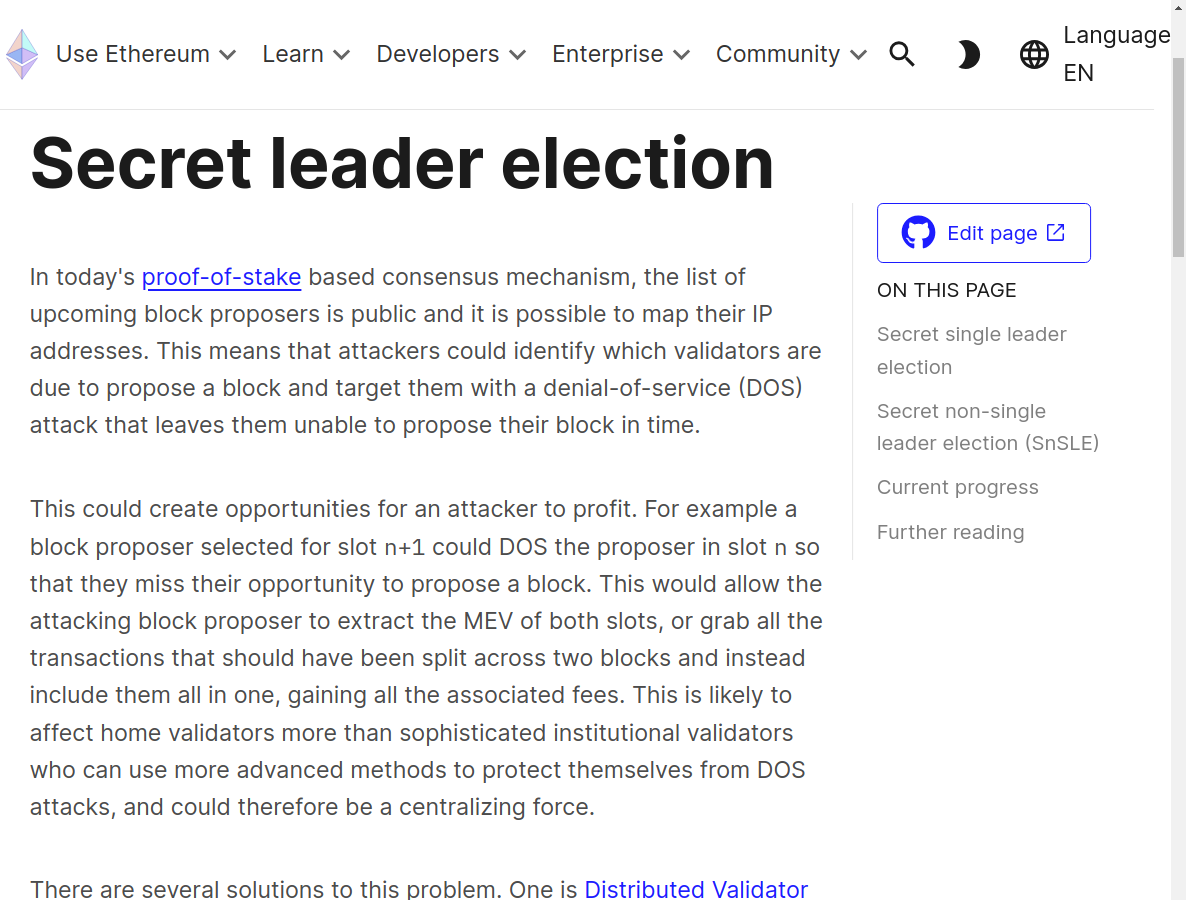 Use Ethereum Learn Developers Enterprise Community Language EN
Secret leader election
In today's proof-of-stake based consensus mechanism, the list of
upcoming block proposers is public and it is possible to map their IP
addresses. This means that attackers could identify which validators are
due to propose a block and target them with a denial-of-service (DOS)
attack that leaves them unable to propose their block in time.
This could create opportunities for an attacker to profit. For example a
block proposer selected for slot n+1 could DOS the proposer in slot n so
that they miss their opportunity to propose a block. This would allow the
attacking block proposer to extract the MEV of both slots, or grab all the
transactions that should have been split across two blocks and instead
include them all in one, gaining all the associated fees. This is likely to
affect home validators more than sophisticated institutional validators
who can use more advanced methods to protect themselves from DOS
attacks, and could therefore be a centralizing force.
There are several solutions to this problem. One is Distributed Validator
Edit page
ON THIS PAGE
Secret single leader
election
Secret non-single
leader election (SnSLE)
Current progress
Further reading